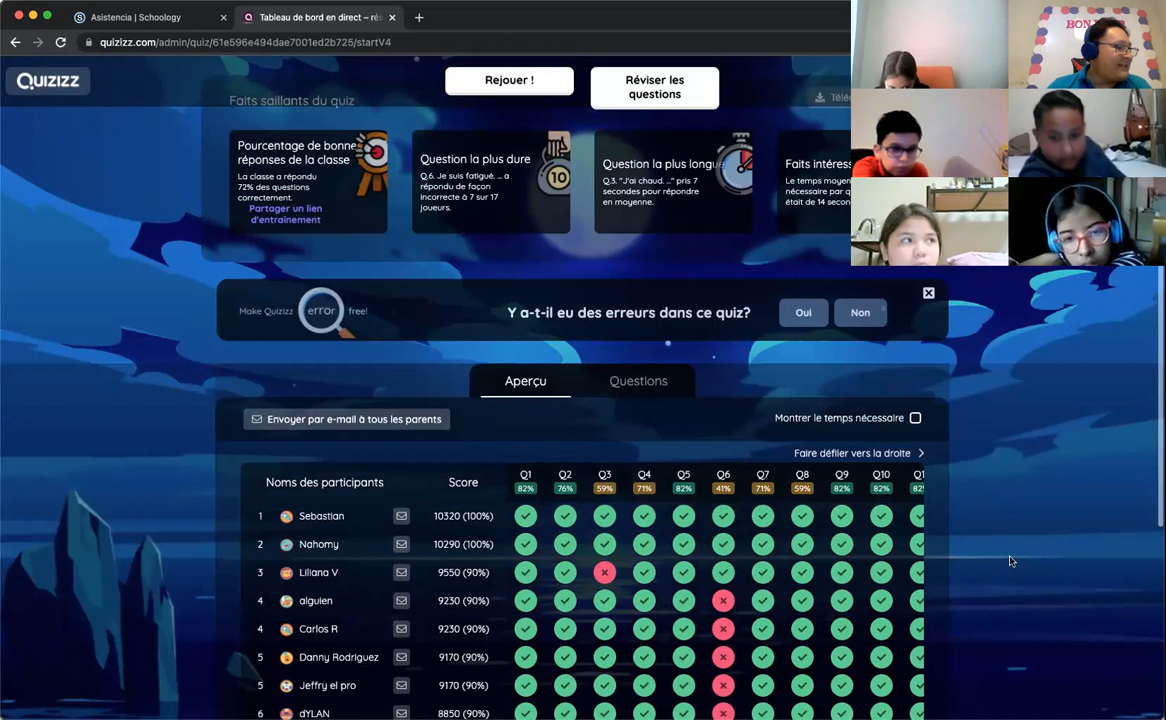 Asistencia | Schoology
Tableau de bord en direct – rés
quizizz.com/admin/quiz/61e596e494dae7001ed2b725/startV4
Quizizz
Rejouer !
Réviser les
questions
Faits saillants du quiz
Téléc
Pourcentage de bonne
réponses de la classe
La classe a répondu
72% des questions
correctement.
Partager un lien
d'entraînement
Question la plus dure
Q.6. Je suis fatigué. ... a
répondu de façon
incorrecte à 7 sur 17
joueurs.
10
Question la plus longue
Q.3. "J'ai chaud. ..." pris 7
secondes pour répondre
en moyenne.
Faits intéress
Le temps moyen
nécessaire par q
était de 14 secon
BON
Make Quizizz error free!
Y a-t-il eu des erreurs dans ce quiz?
Oui
Non
Aperçu
Questions
Envoyer par e-mail à tous les parents
Montrer le temps nécessaire
Faire défiler vers la droite
Noms des participants Score Q1 Q2 Q3 Q4 Q5 Q6 Q7 Q8 Q9 Q10 Q1
82% 76% 59% 71% 82% 41% 71% 59% 82% 82% 82%
1 Sebastian 10320 (100%)
2 Nahomy 10290 (100%)
3 Liliana V 9550 (90%)
4 alguien 9230 (90%)
4 Carlos R 9230 (90%)
5 Danny Rodriguez 9170 (90%)
5 Jeffry el pro 9170 (90%)
6 dYLAN 8850 (90%)